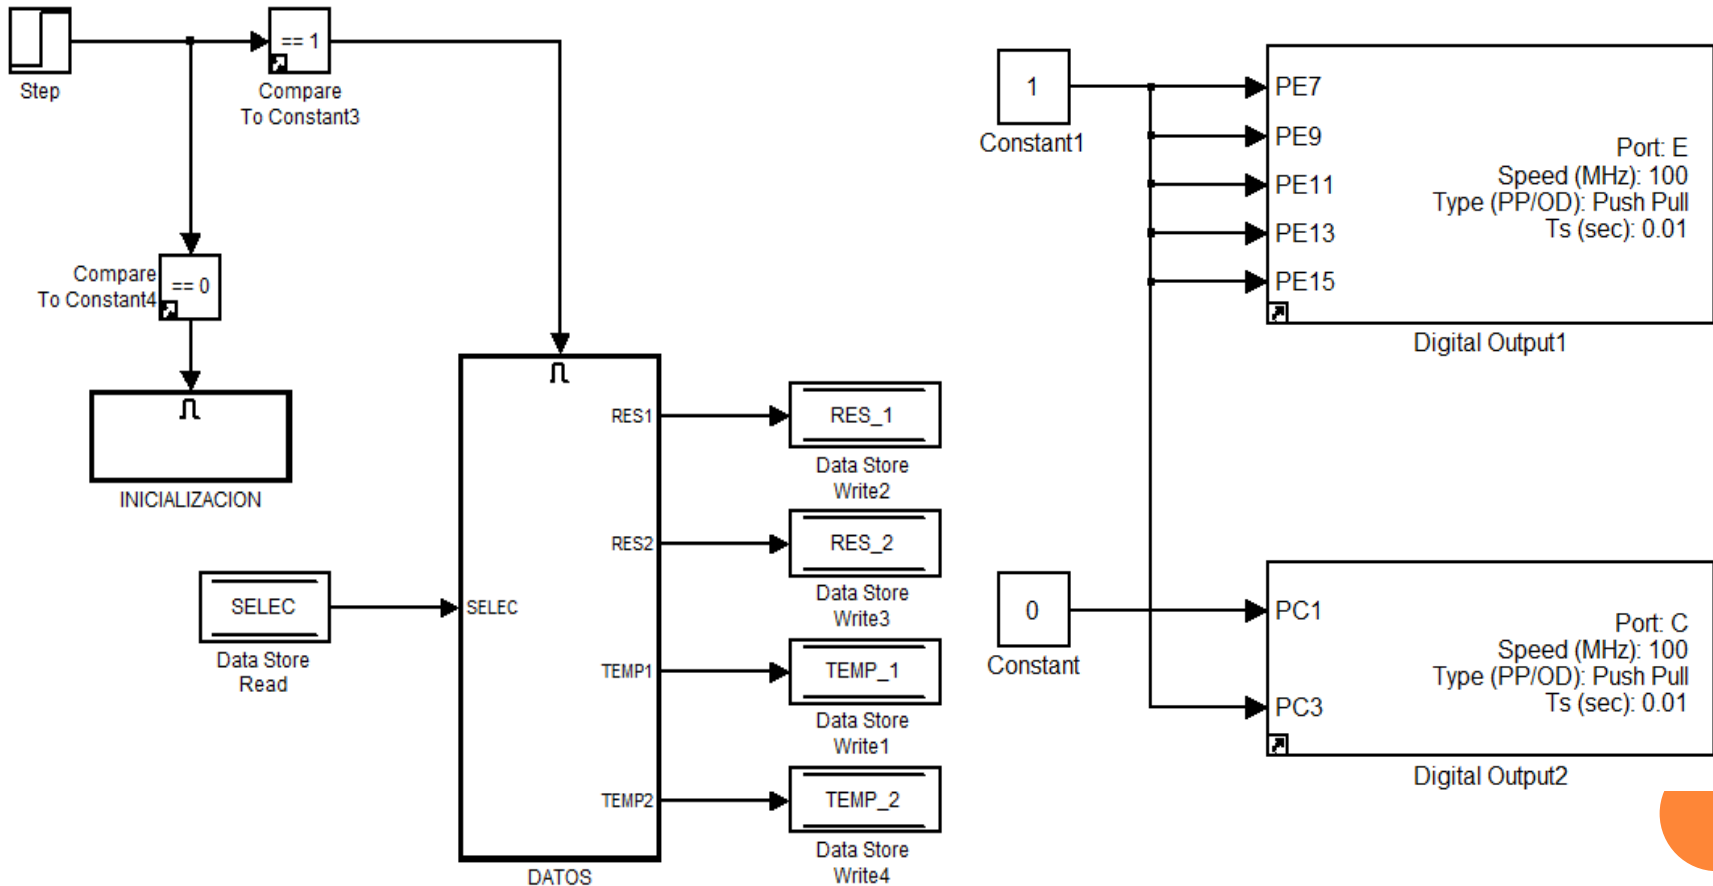 Step
== 1
Compare
To Constant3
Compare
To Constant4
== 0
INICIALIZACION
SELEC
Data Store
Read
SELEC
RES1
RES2
TEMP1
TEMP2
DATOS
RES_1
Data Store
Write2
RES_2
Data Store
Write3
TEMP_1
Data Store
Write1
TEMP_2
Data Store
Write4
1
Constant1
PE7
PE9
PE11
PE13
PE15
Port: E
Speed (MHz): 100
Type (PP/OD): Push Pull
Ts (sec): 0.01
Digital Output1
0
Constant
PC1
PC3
Port: C
Speed (MHz): 100
Type (PP/OD): Push Pull
Ts (sec): 0.01
Digital Output2